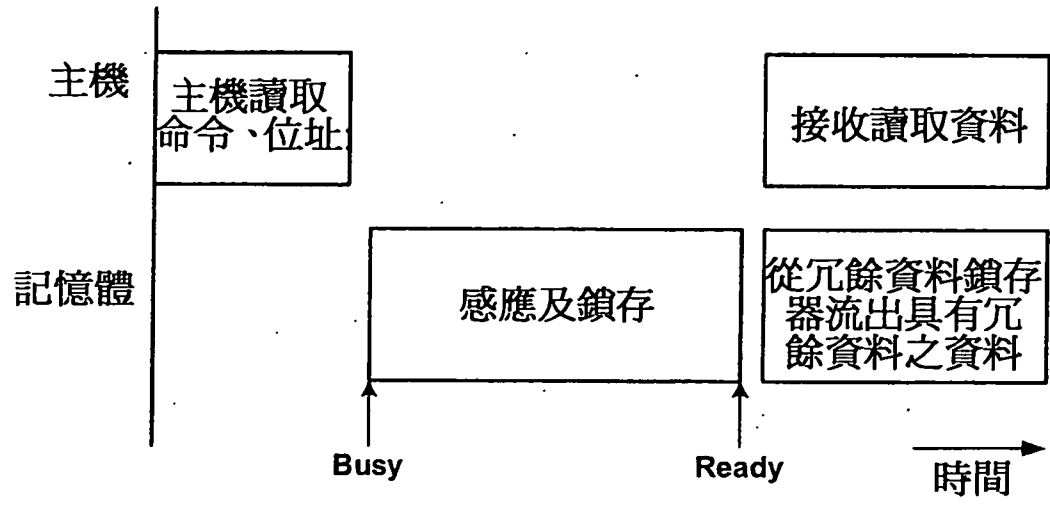 主機
主機讀取
命令、位址
接收讀取資料
記憶體
感應及鎖存
從冗餘資料鎖存
器流出具有冗
餘資料之資料
Busy
Ready
時間